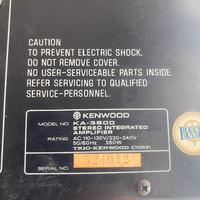 CAUTION
TO PREVENT ELECTRIC SHOCK,
DO NOT REMOVE COVER.
NO USER-SERVICEABLE PARTS INSIDE.
REFER SERVICING TO QUALIFIED
SERVICE-PERSONNEL.
KENWOOD
MODEL NO. KA-3500
STEREO INTEGRATED
AMPLIFIER
RATING AC 110-120V/220-240V
50/60Hz 280W
TRIO-KENWOOD CORP.
SERIAL NO. 524012